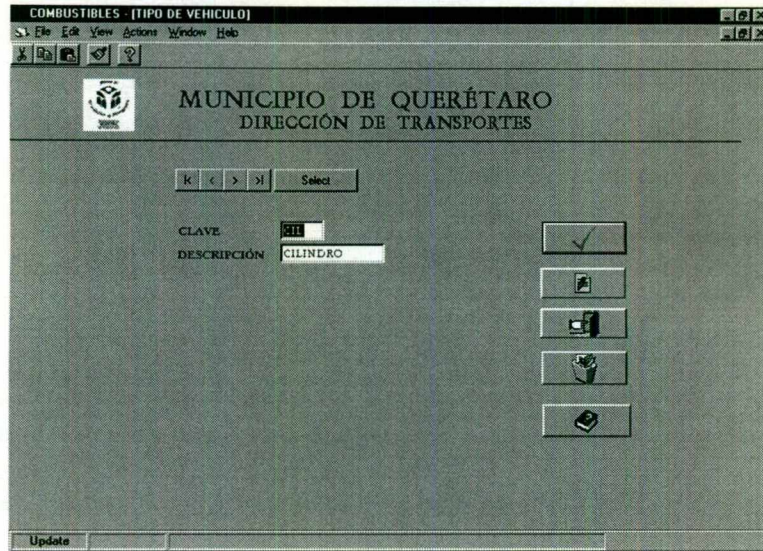 COMBUSTIBLES - [TIPO DE VEHICULO]
File Edit View Actions Window Help
MUNICIPIO DE QUERÉTARO
DIRECCIÓN DE TRANSPORTES
Select
CLAVE CIL
DESCRIPCIÓN CILINDRO
Update